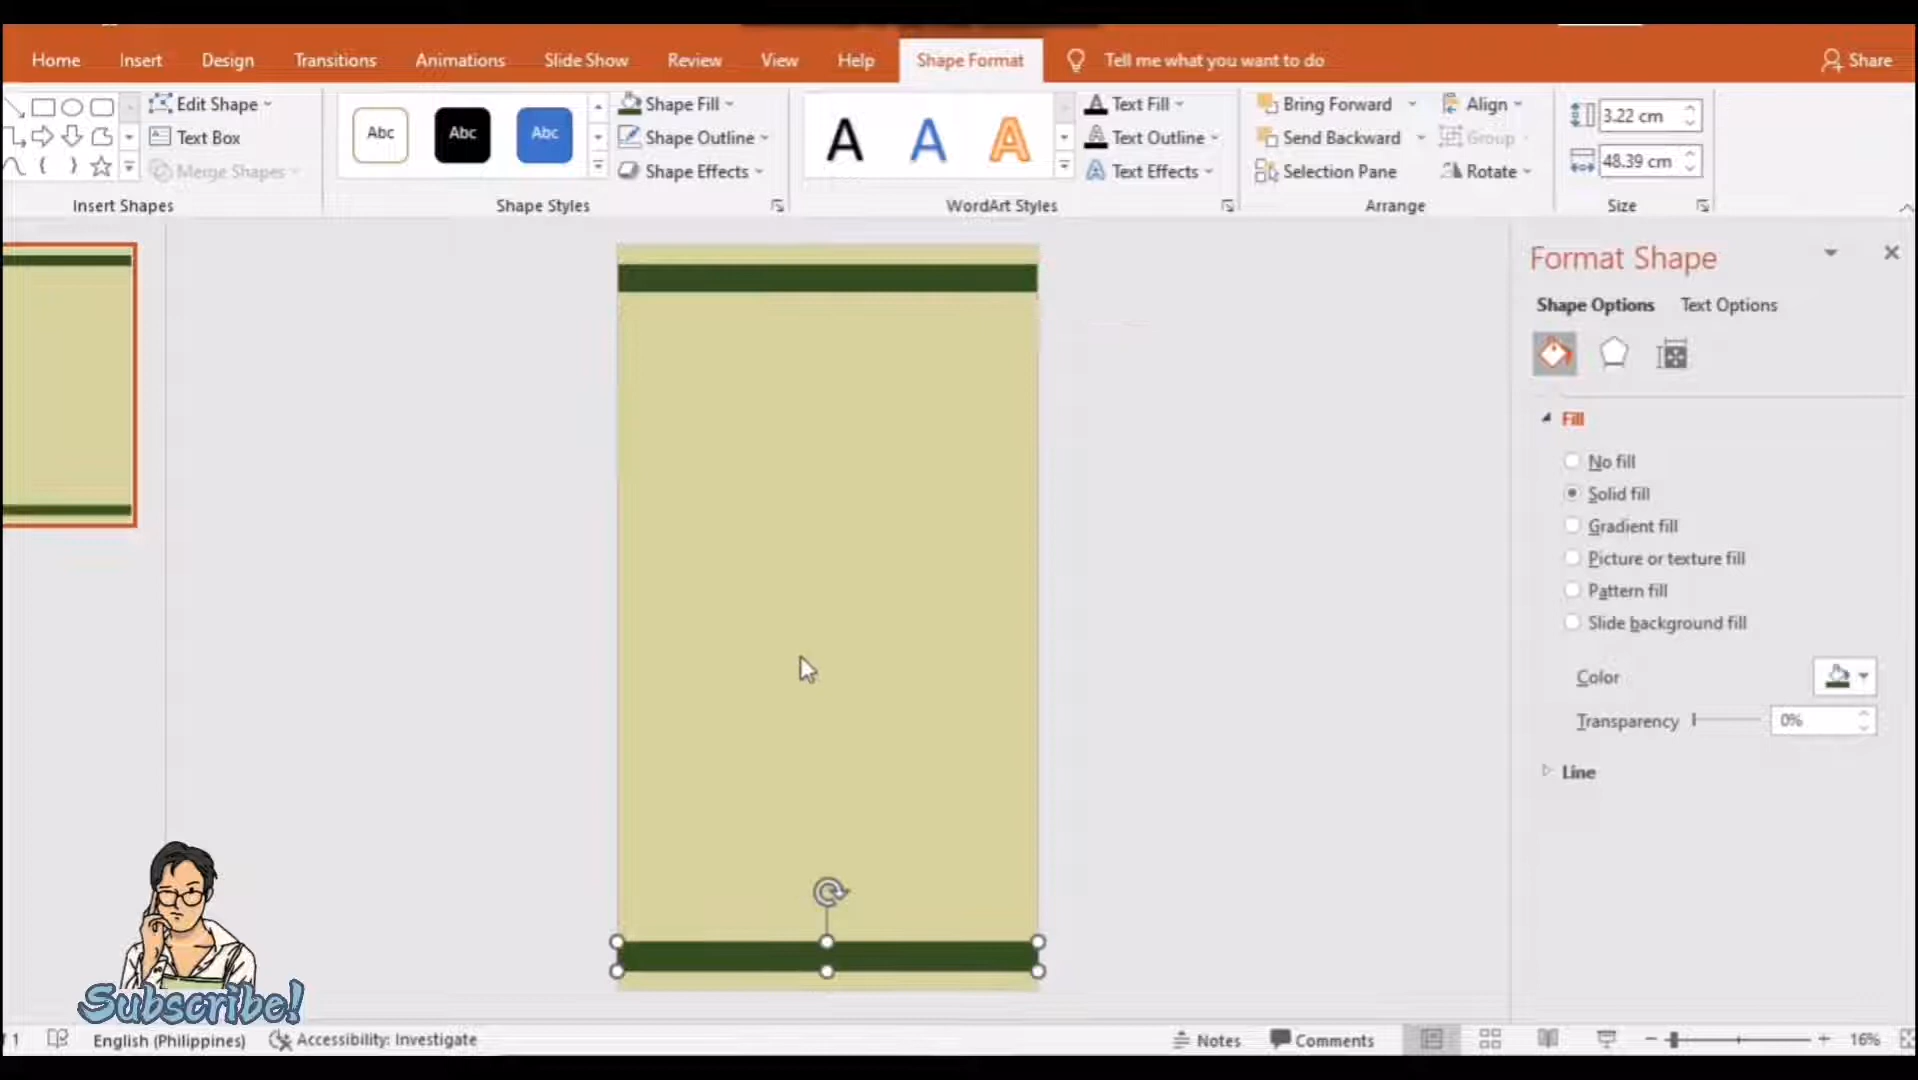 Home Insert Design Transitions Animations Slide Show Review View Help Shape Format Tell me what you want to do Share
Edit Shape
Text Box
Merge Shapes
Insert Shapes
Abc Abc Abc
Shape Fill
Shape Outline
Shape Effects
Shape Styles
A A A
Text Fill
Text Outline
Text Effects
WordArt Styles
Bring Forward
Send Backward
Selection Pane
Align
Group
Rotate
Arrange
3.22 cm
48.39 cm
Size
Format Shape
Shape Options Text Options
Fill
No fill
Solid fill
Gradient fill
Picture or texture fill
Pattern fill
Slide background fill
Color
Transparency 0%
Line
Subscribe!
1 English (Philippines) Accessibility: Investigate Notes Comments 16%